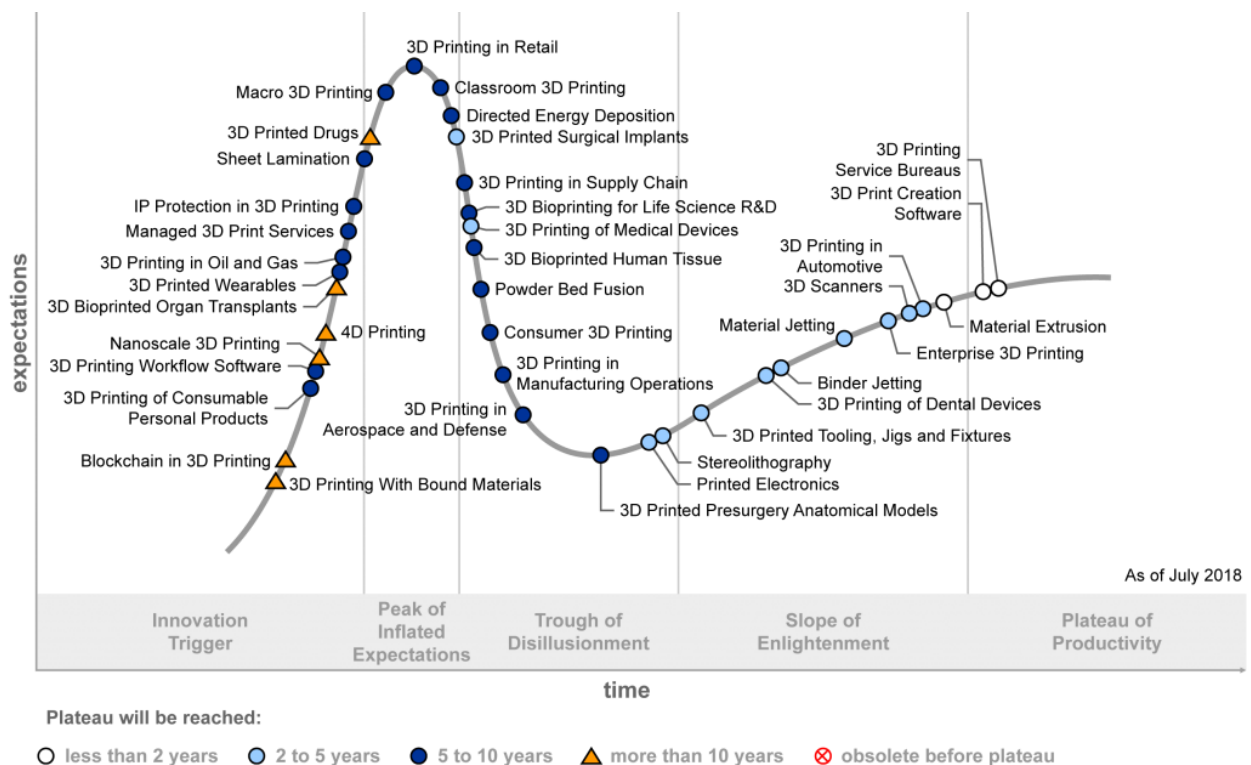 3D Printing in Retail
Macro 3D Printing
Classroom 3D Printing
Directed Energy Deposition
3D Printed Drugs
3D Printed Surgical Implants
Sheet Lamination
3D Printing in Supply Chain
IP Protection in 3D Printing
3D Bioprinting for Life Science R&D
Managed 3D Print Services
3D Printing of Medical Devices
3D Printing in Oil and Gas
3D Bioprinted Human Tissue
3D Printed Wearables
Powder Bed Fusion
3D Bioprinted Organ Transplants
4D Printing
Consumer 3D Printing
Nanoscale 3D Printing
3D Printing Workflow Software
3D Printing in
Manufacturing Operations
3D Printing of Consumable
Personal Products
3D Printing in
Aerospace and Defense
Blockchain in 3D Printing
3D Printing With Bound Materials
3D Printing
Service Bureaus
3D Print Creation
Software
3D Printing in
Automotive
3D Scanners
Material Jetting
Material Extrusion
Enterprise 3D Printing
Binder Jetting
3D Printing of Dental Devices
3D Printed Tooling, Jigs and Fixtures
Stereolithography
Printed Electronics
3D Printed Presurgery Anatomical Models
expectations
As of July 2018
Innovation
Trigger
Peak of
Inflated
Expectations
Trough of
Disillusionment
Slope of
Enlightenment
Plateau of
Productivity
time
Plateau will be reached:
less than 2 years
2 to 5 years
5 to 10 years
more than 10 years
obsolete before plateau